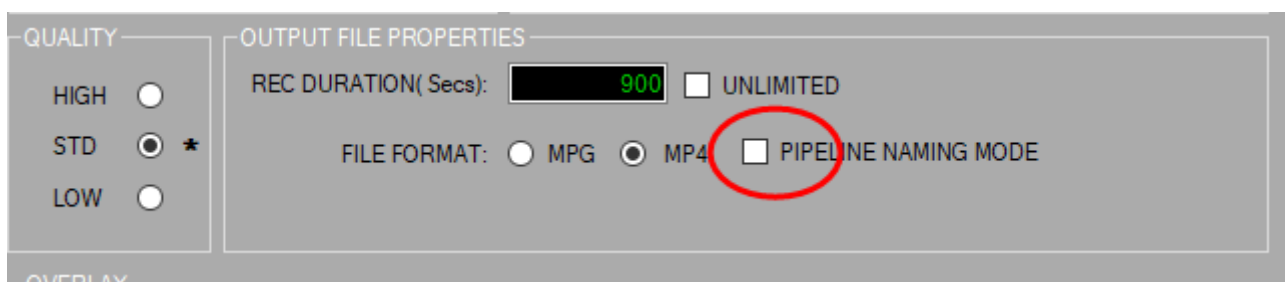 QUALITY
HIGH
STD *
LOW
OUTPUT FILE PROPERTIES
REC DURATION( Secs): 900 UNLIMITED
FILE FORMAT: MPG MP4 PIPELINE NAMING MODE
OVERLAY